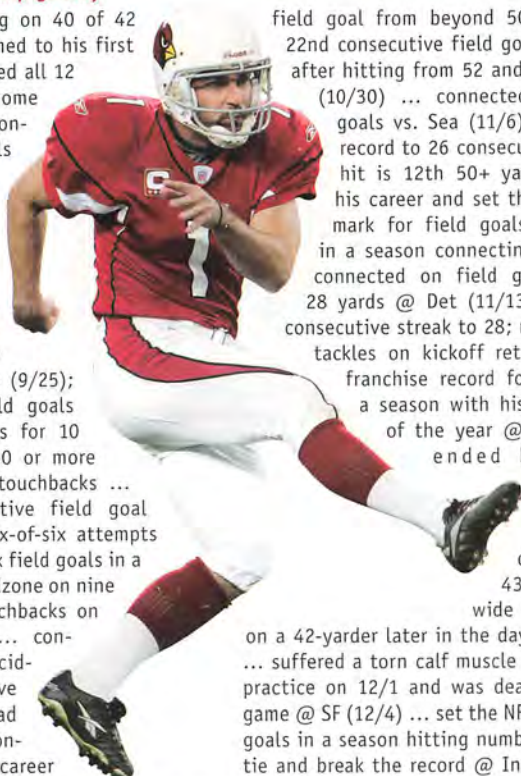 g on 40 of 42
ned to his first
ed all 12
ome
on-
ls
(9/25);
ld goals
s for 10
0 or more
touchbacks ...
tive field goal
x-of-six attempts
x field goals in a
zone on nine
chbacks on
... con-
cid-
ve
ad
on-
career
field goal from beyond 50
22nd consecutive field go
after hitting from 52 and
(10/30) ... connected
goals vs. Sea (11/6)
record to 26 consecu
hit is 12th 50+ ya
his career and set th
mark for field goals
in a season connectin
connected on field g
28 yards @ Det (11/13
consecutive streak to 28;
tackles on kickoff ret
franchise record fo
a season with his
of the year @
ended
43
wide
on a 42-yarder later in the day
... suffered a torn calf muscle
practice on 12/1 and was dea
game @ SF (12/4) ... set the NF
goals in a season hitting numb
tie and break the record @ In
1
1
C